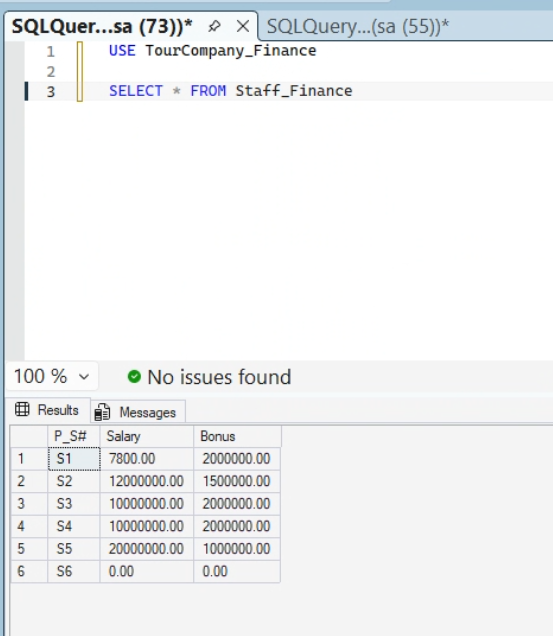 SQLQuer...sa (73))* SQLQuery...(sa (55))*
1 USE TourCompany_Finance
2
3 SELECT * FROM Staff_Finance
100 % No issues found
Results Messages
P_S# Salary Bonus
1 S1 7800.00 2000000.00
2 S2 12000000.00 1500000.00
3 S3 10000000.00 2000000.00
4 S4 10000000.00 2000000.00
5 S5 20000000.00 1000000.00
6 S6 0.00 0.00